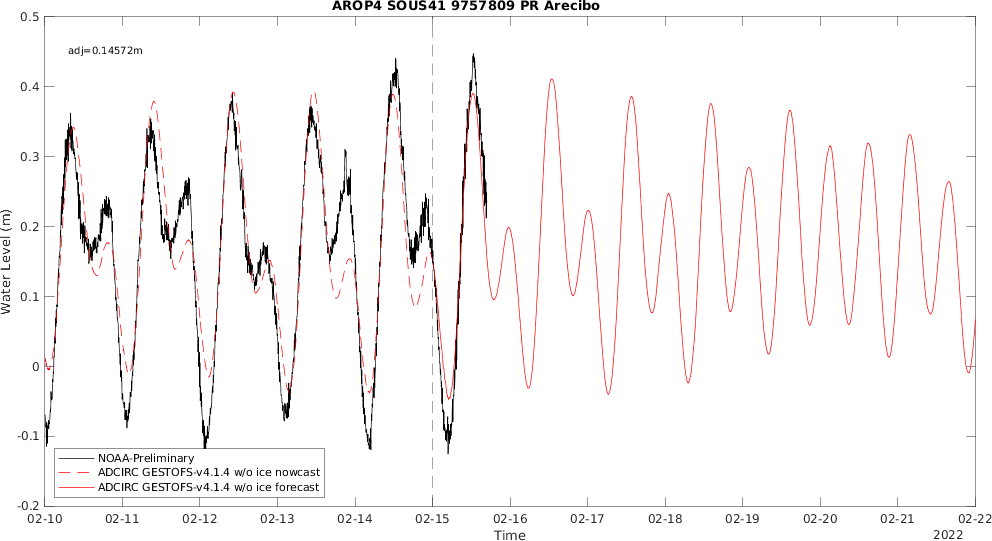 AROP4 SOUS41 9757809 PR Arecibo
adj=0.14572m
0.5
0.4
0.3
0.2
0.1
0
-0.1
-0.2
Water Level (m)
NOAA-Preliminary
ADCIRC GESTOFS-v4.1.4 w/o ice nowcast
ADCIRC GESTOFS-v4.1.4 w/o ice forecast
02-10 02-11 02-12 02-13 02-14 02-15 02-16 02-17 02-18 02-19 02-20 02-21 02-22
Time
2022